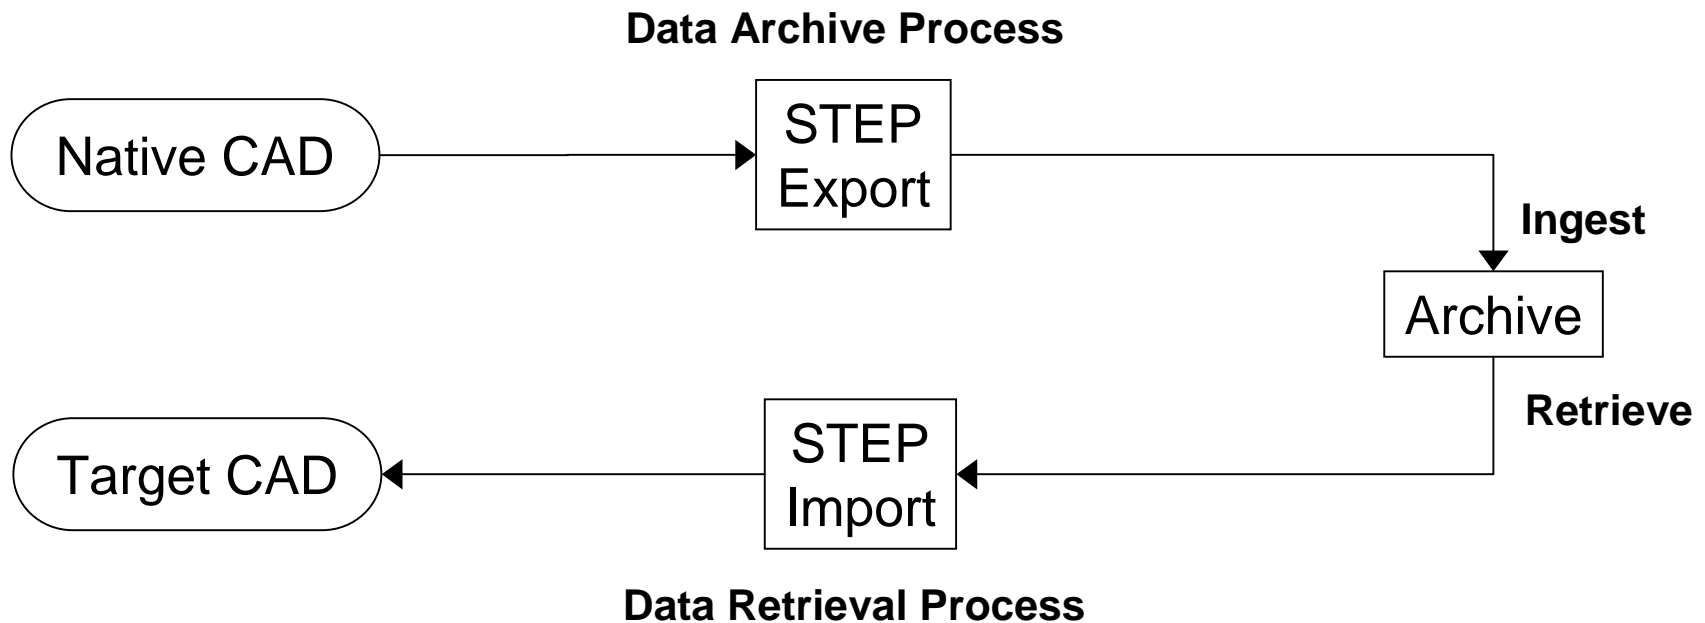 Data Archive Process
Native CAD
STEP
Export
Ingest
Archive
Retrieve
Target CAD
STEP
Import
Data Retrieval Process